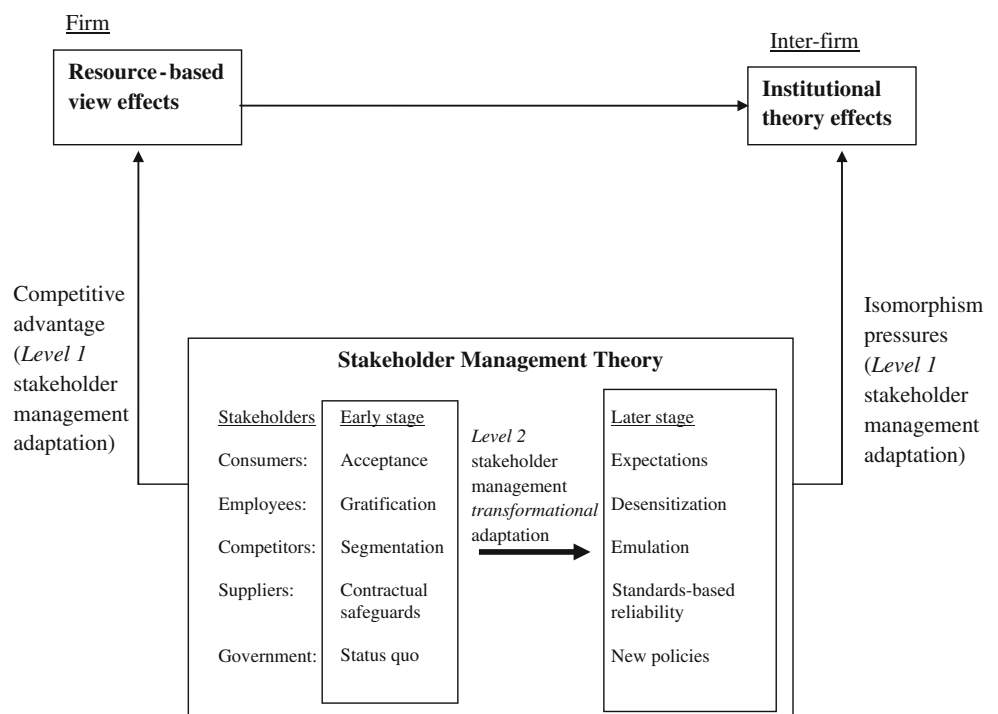 Firm
Resource-based
view effects
Inter-firm
Institutional
theory effects
Competitive
advantage
(Level 1
stakeholder
management
adaptation)
Isomorphism
pressures
(Level 1
stakeholder
management
adaptation)
Stakeholder Management Theory
Stakeholders Early stage
Consumers: Acceptance
Employees: Gratification
Competitors: Segmentation
Suppliers: Contractual
safeguards
Government: Status quo
Level 2
stakeholder
management
transformational
adaptation
Later stage
Expectations
Desensitization
Emulation
Standards-based
reliability
New policies